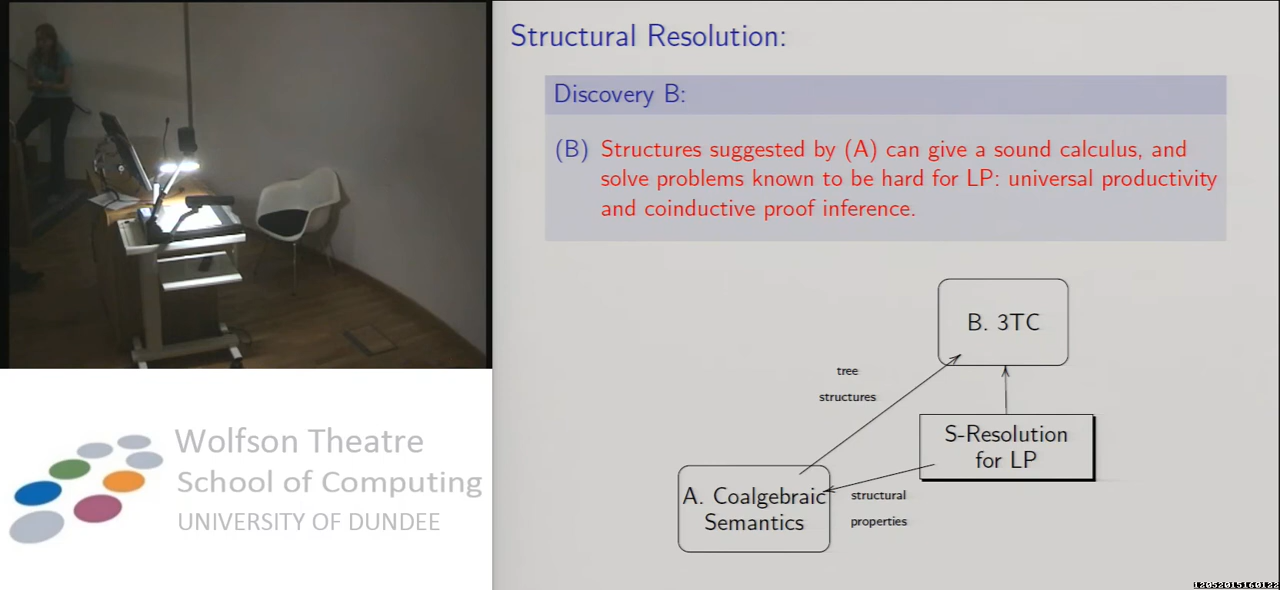 Structural Resolution:
Discovery B:
(B) Structures suggested by (A) can give a sound calculus, and
solve problems known to be hard for LP: universal productivity
and coinductive proof inference.
B. 3TC
tree
structures
S-Resolution
for LP
A. Coalgebraic
Semantics
structural
properties
Wolfson Theatre
School of Computing
UNIVERSITY OF DUNDEE